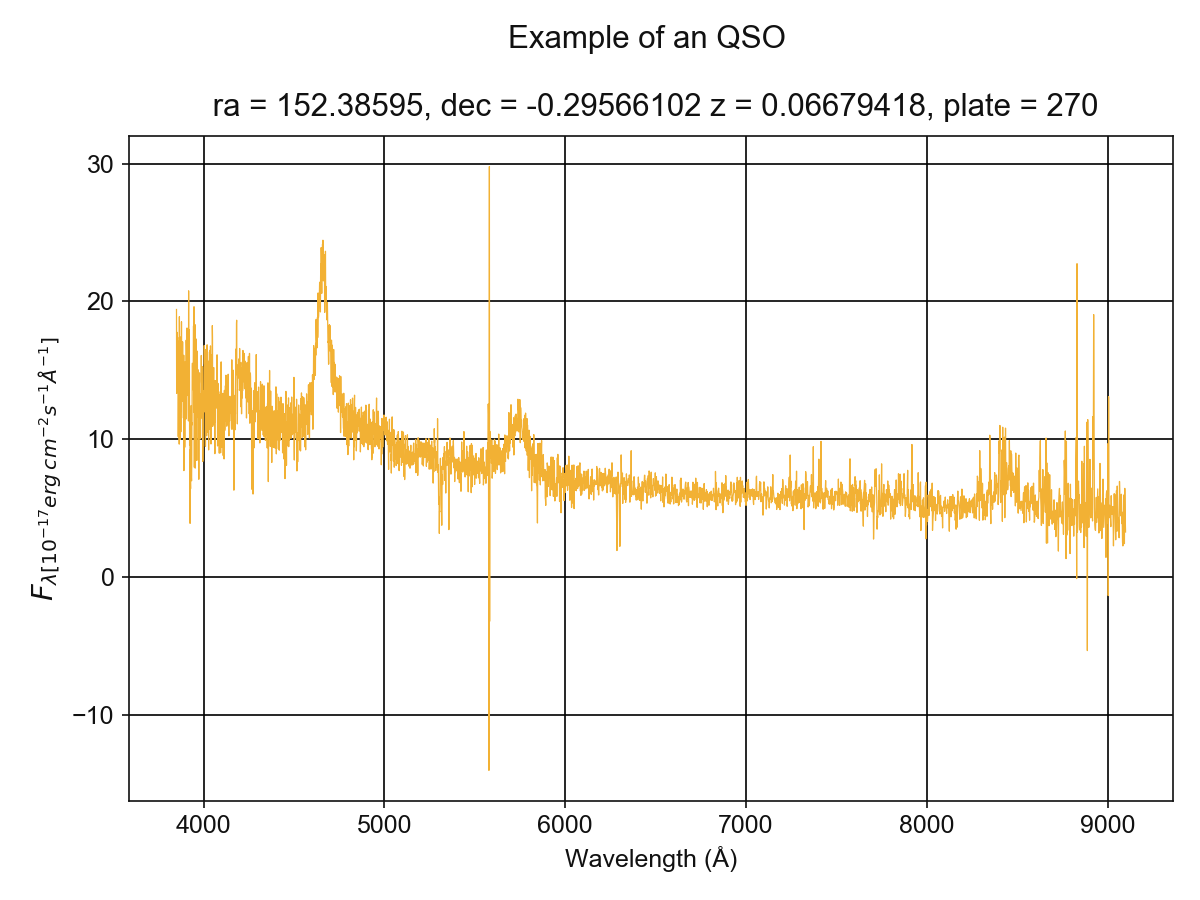 Example of an QSO
ra = 152.38595, dec = -0.29566102 z = 0.06679418, plate = 270
30
20
10
0
−10
F_{λ[10^{−17}erg cm^{−2}s^{−1}Å^{−1}]}
4000 5000 6000 7000 8000 9000
Wavelength (Å)